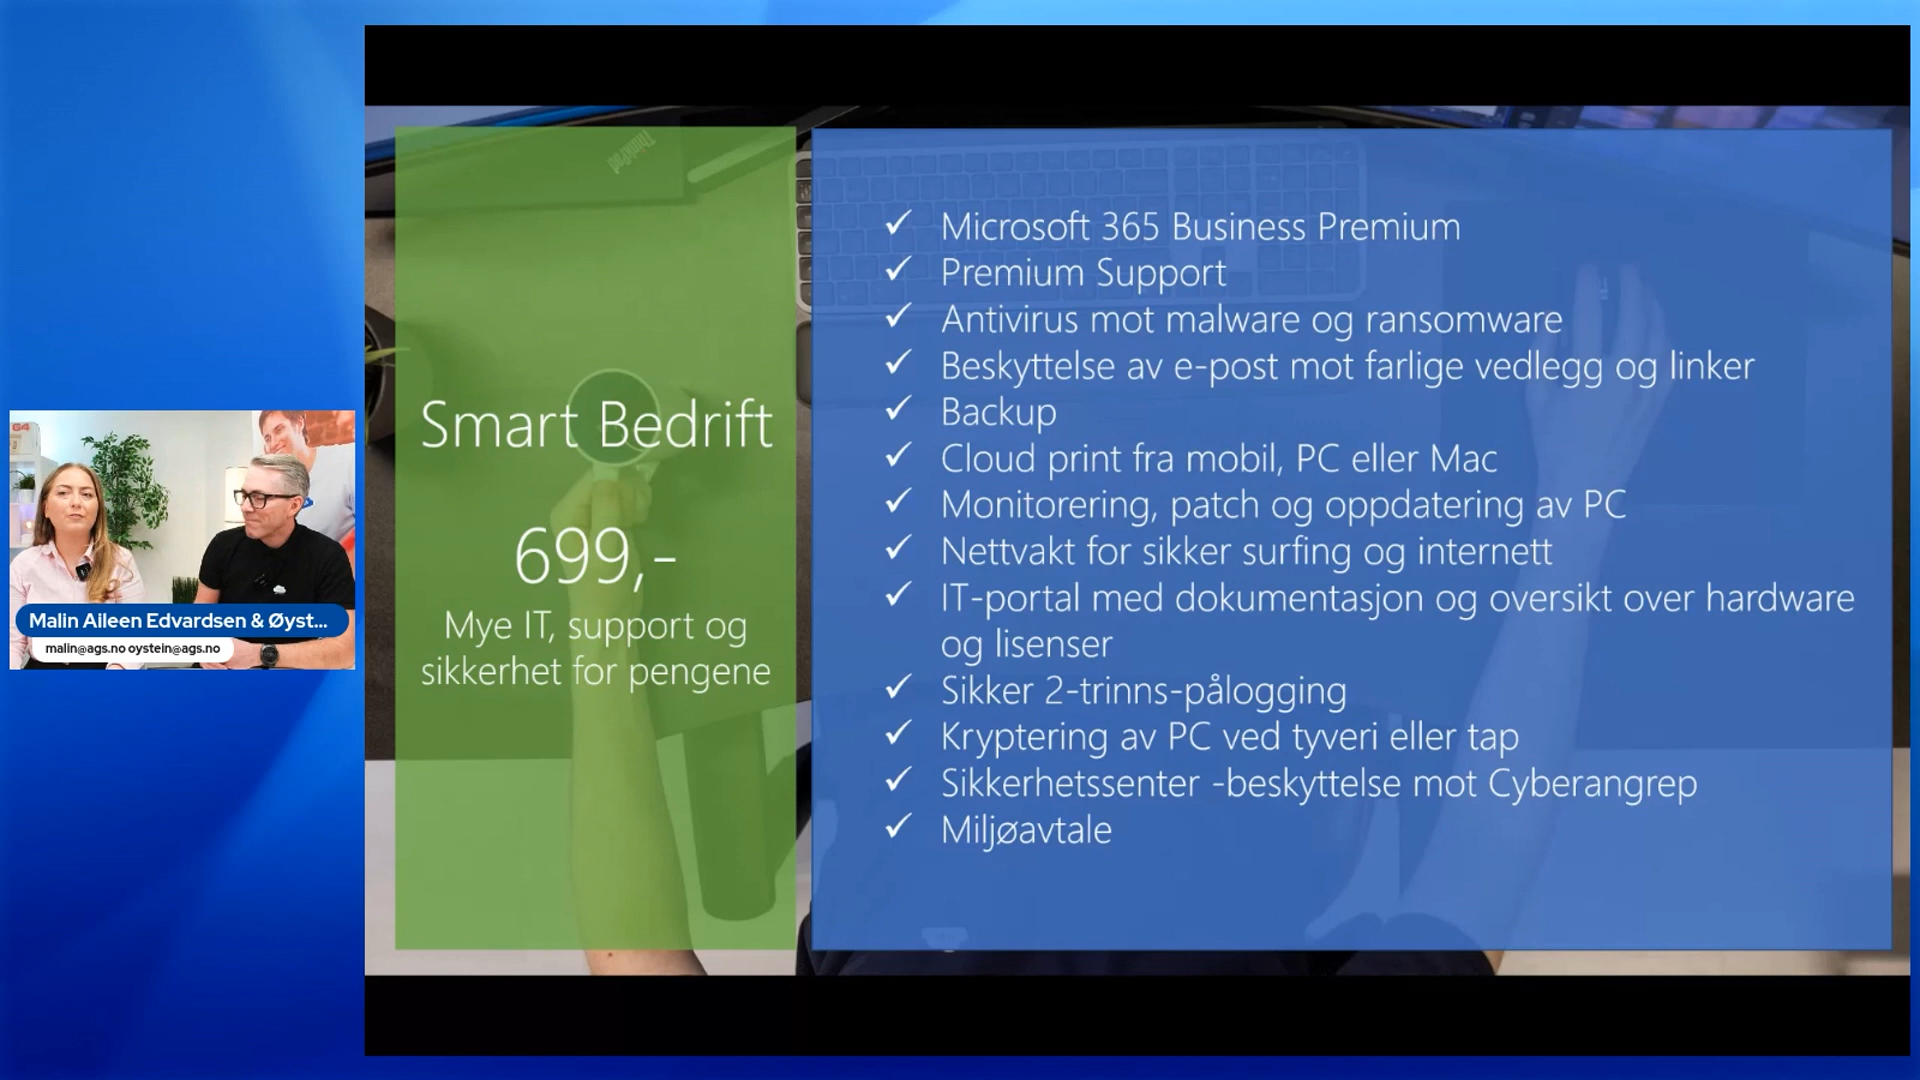 Smart Bedrift
699,-
Mye IT, support og
sikkerhet for pengene
✓ Microsoft 365 Business Premium
✓ Premium Support
✓ Antivirus mot malware og ransomware
✓ Beskyttelse av e-post mot farlige vedlegg og linker
✓ Backup
✓ Cloud print fra mobil, PC eller Mac
✓ Monitorering, patch og oppdatering av PC
✓ Nettvakt for sikker surfing og internett
✓ IT-portal med dokumentasjon og oversikt over hardware
og lisenser
✓ Sikker 2-trinns-pålogging
✓ Kryptering av PC ved tyveri eller tap
✓ Sikkerhetssenter -beskyttelse mot Cyberangrep
✓ Miljøavtale
ThinkPad
64
Malin Aileen Edvardsen & Øyst...
malin@ags.no oystein@ags.no